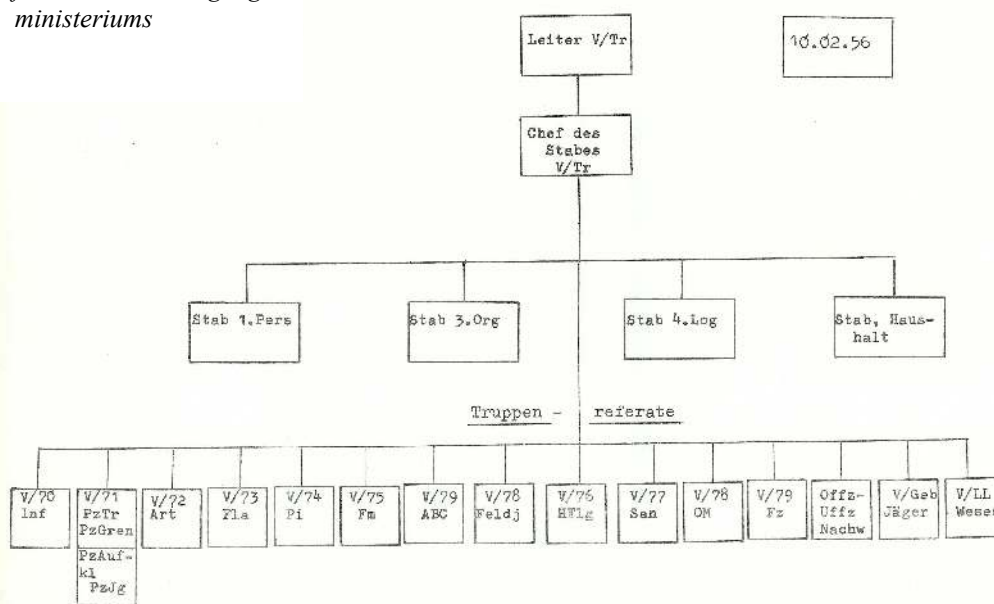 ministeriums
Leiter V/Tr
10.02.56
Chef des
Stabes
V/Tr
Stab 1.Pers
Stab 3.Org
Stab 4.Log
Stab, Haus-
halt
Truppen - referate
V/70
Inf
V/71
PzTr
PzGren
PzAuf-
kl
PzJg
V/72
Art
V/73
Fla
V/74
Pi
V/75
Fm
V/79
ABC
V/78
Feldj
V/76
HFlg
V/77
San
V/78
OM
V/79
Fz
Offz-
Uffz
Nachw
V/Geb
Jäger
V/LL
Wesen